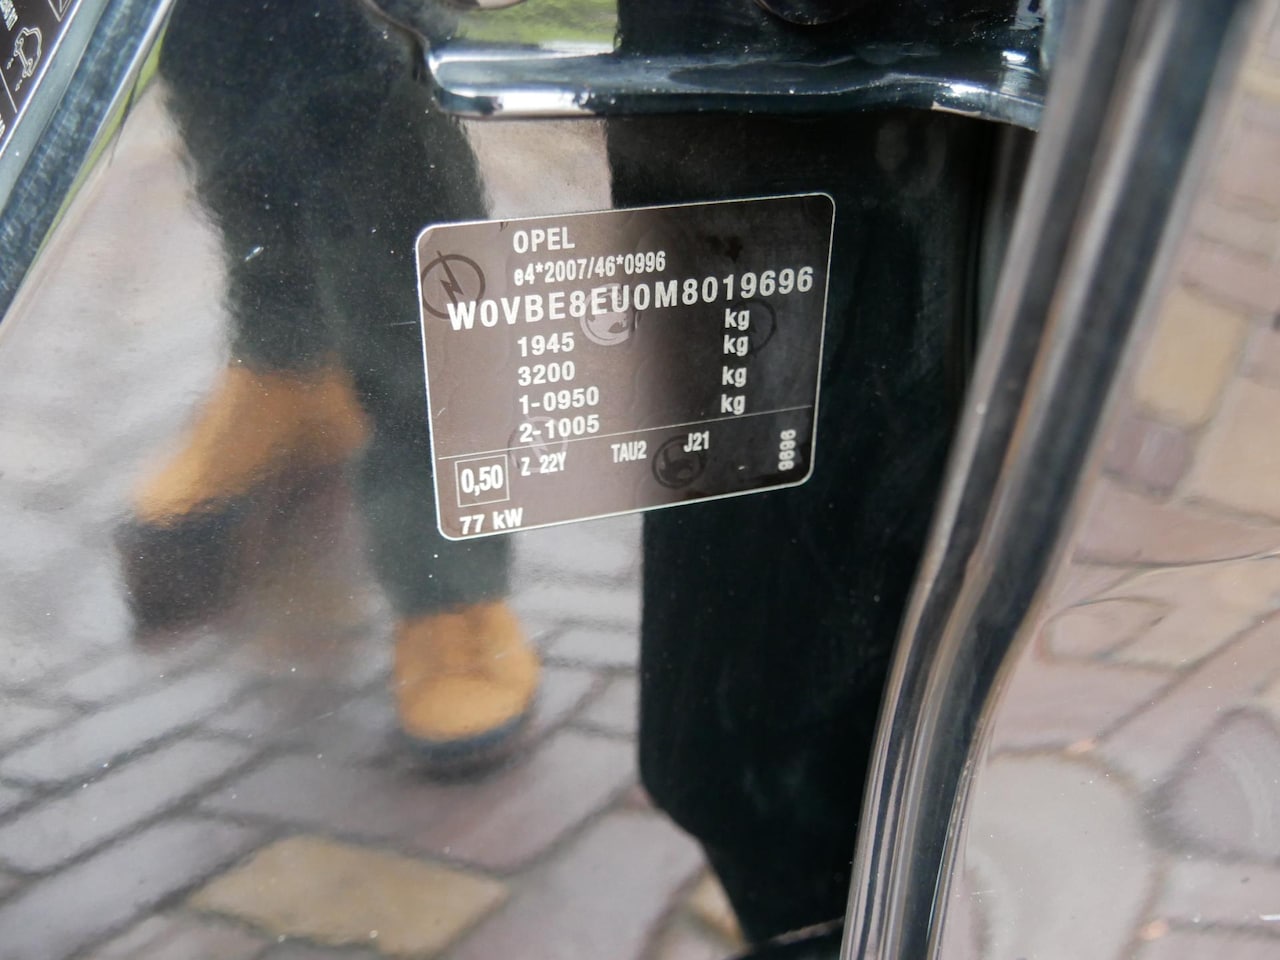 OPEL
e4*2007/46*0996
W0VBE8EU0M8019696
1945 kg
3200 kg
1-0950 kg
2-1005 kg
0,50 Z 22Y TAU2 J21 9696
77 kW